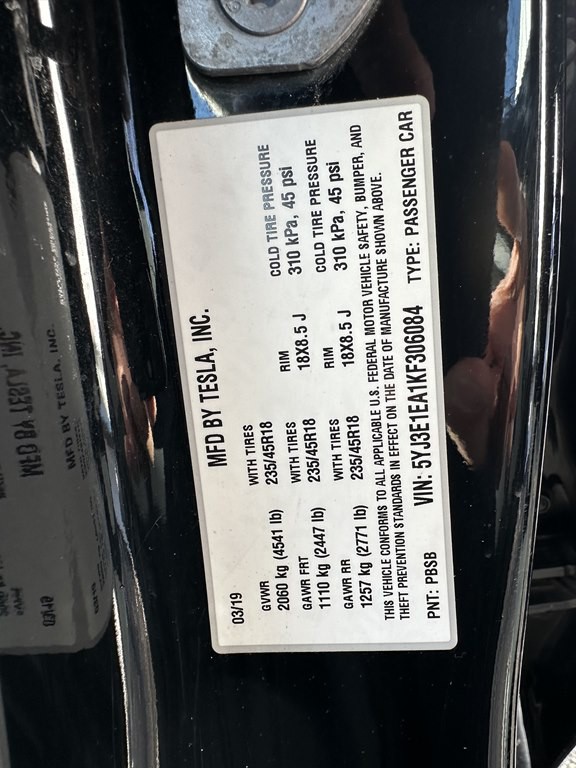 MFD BY TESLA, INC.
03/19
GVWR
2060 kg (4541 lb)
WITH TIRES
235/45R18
RIM
18X8.5 J
COLD TIRE PRESSURE
310 kPa, 45 psi
GAWR FRT
1110 kg (2447 lb)
WITH TIRES
235/45R18
RIM
18X8.5 J
COLD TIRE PRESSURE
310 kPa, 45 psi
GAWR RR
1257 kg (2771 lb)
WITH TIRES
235/45R18
THIS VEHICLE CONFORMS TO ALL APPLICABLE U.S. FEDERAL MOTOR VEHICLE SAFETY, BUMPER, AND
THEFT PREVENTION STANDARDS IN EFFECT ON THE DATE OF MANUFACTURE SHOWN ABOVE.
PNT: PBSB VIN: 5YJ3E1EA1KF306084 TYPE: PASSENGER CAR